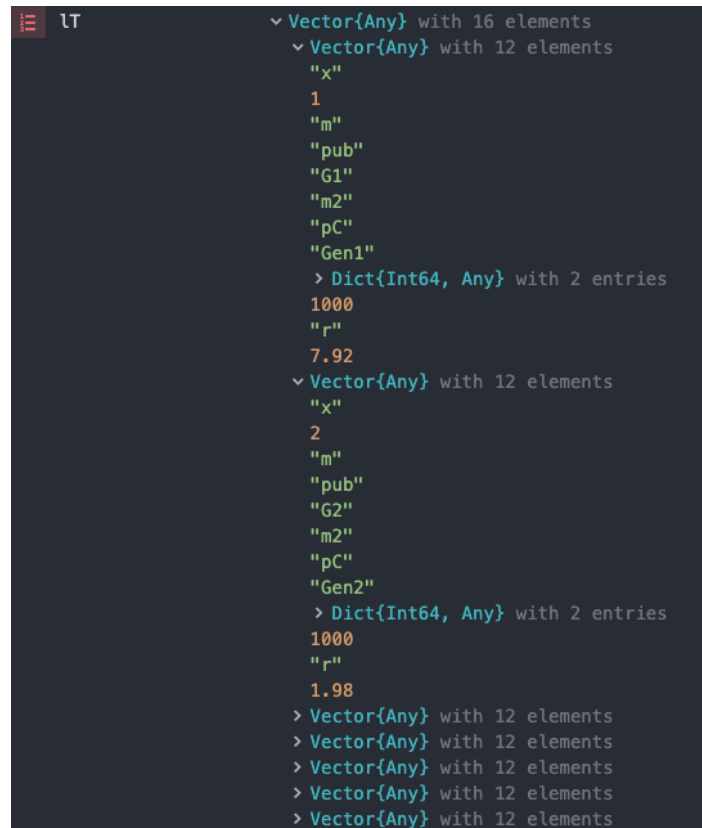 lT Vector{Any} with 16 elements
Vector{Any} with 12 elements
"x"
1
"m"
"pub"
"G1"
"m2"
"pC"
"Gen1"
Dict{Int64, Any} with 2 entries
1000
"r"
7.92
Vector{Any} with 12 elements
"x"
2
"m"
"pub"
"G2"
"m2"
"pC"
"Gen2"
Dict{Int64, Any} with 2 entries
1000
"r"
1.98
Vector{Any} with 12 elements
Vector{Any} with 12 elements
Vector{Any} with 12 elements
Vector{Any} with 12 elements
Vector{Any} with 12 elements